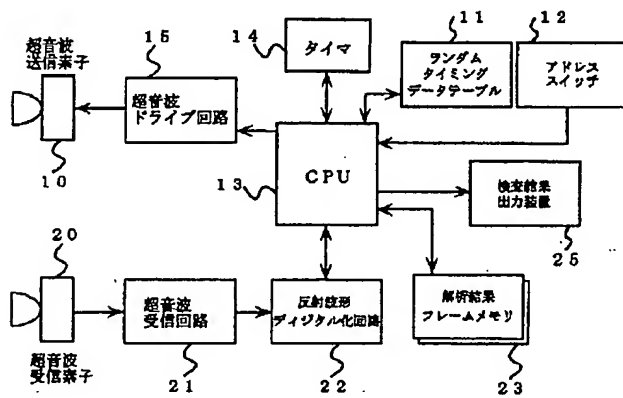 超音波
送信素子
15
14
タイマ
11
ランダム
タイミング
データテーブル
12
アドレス
スイッチ
超音波
ドライブ回路
10
13
CPU
検査結果
出力装置
25
20
超音波
受信回路
反射波形
ディジタル化回路
解析結果
フレームメモリ
超音波
受信素子
21
22
23